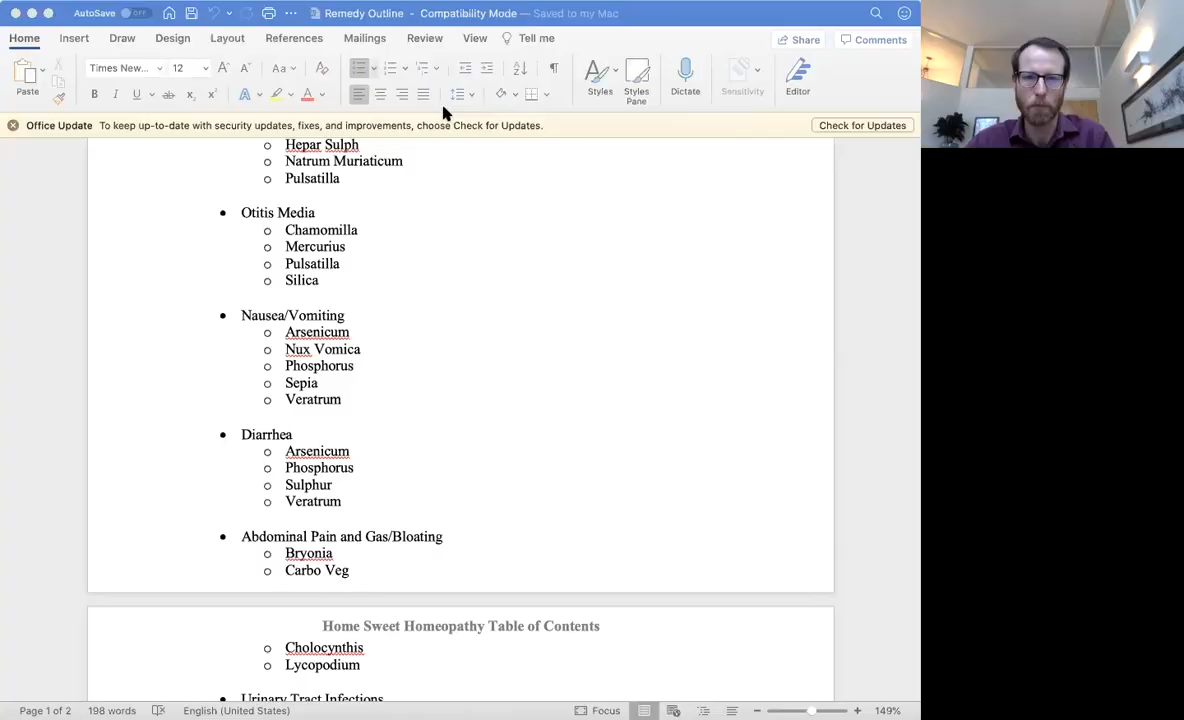 AutoSave OFF
Remedy Outline - Compatibility Mode — Saved to my Mac
Home Insert Draw Design Layout References Mailings Review View Tell me
Share Comments
Paste
Times New... 12
Aa
Styles
Styles Pane
Dictate
Sensitivity
Editor
Office Update To keep up-to-date with security updates, fixes, and improvements, choose Check for Updates.
Check for Updates
o Hepar Sulph
o Natrum Muriaticum
o Pulsatilla
• Otitis Media
o Chamomilla
o Mercurius
o Pulsatilla
o Silica
• Nausea/Vomiting
o Arsenicum
o Nux Vomica
o Phosphorus
o Sepia
o Veratrum
• Diarrhea
o Arsenicum
o Phosphorus
o Sulphur
o Veratrum
• Abdominal Pain and Gas/Bloating
o Bryonia
o Carbo Veg
Home Sweet Homeopathy Table of Contents
o Cholocynthis
o Lycopodium
• Urinary Tract Infections
Page 1 of 2 198 words English (United States) Focus 149%